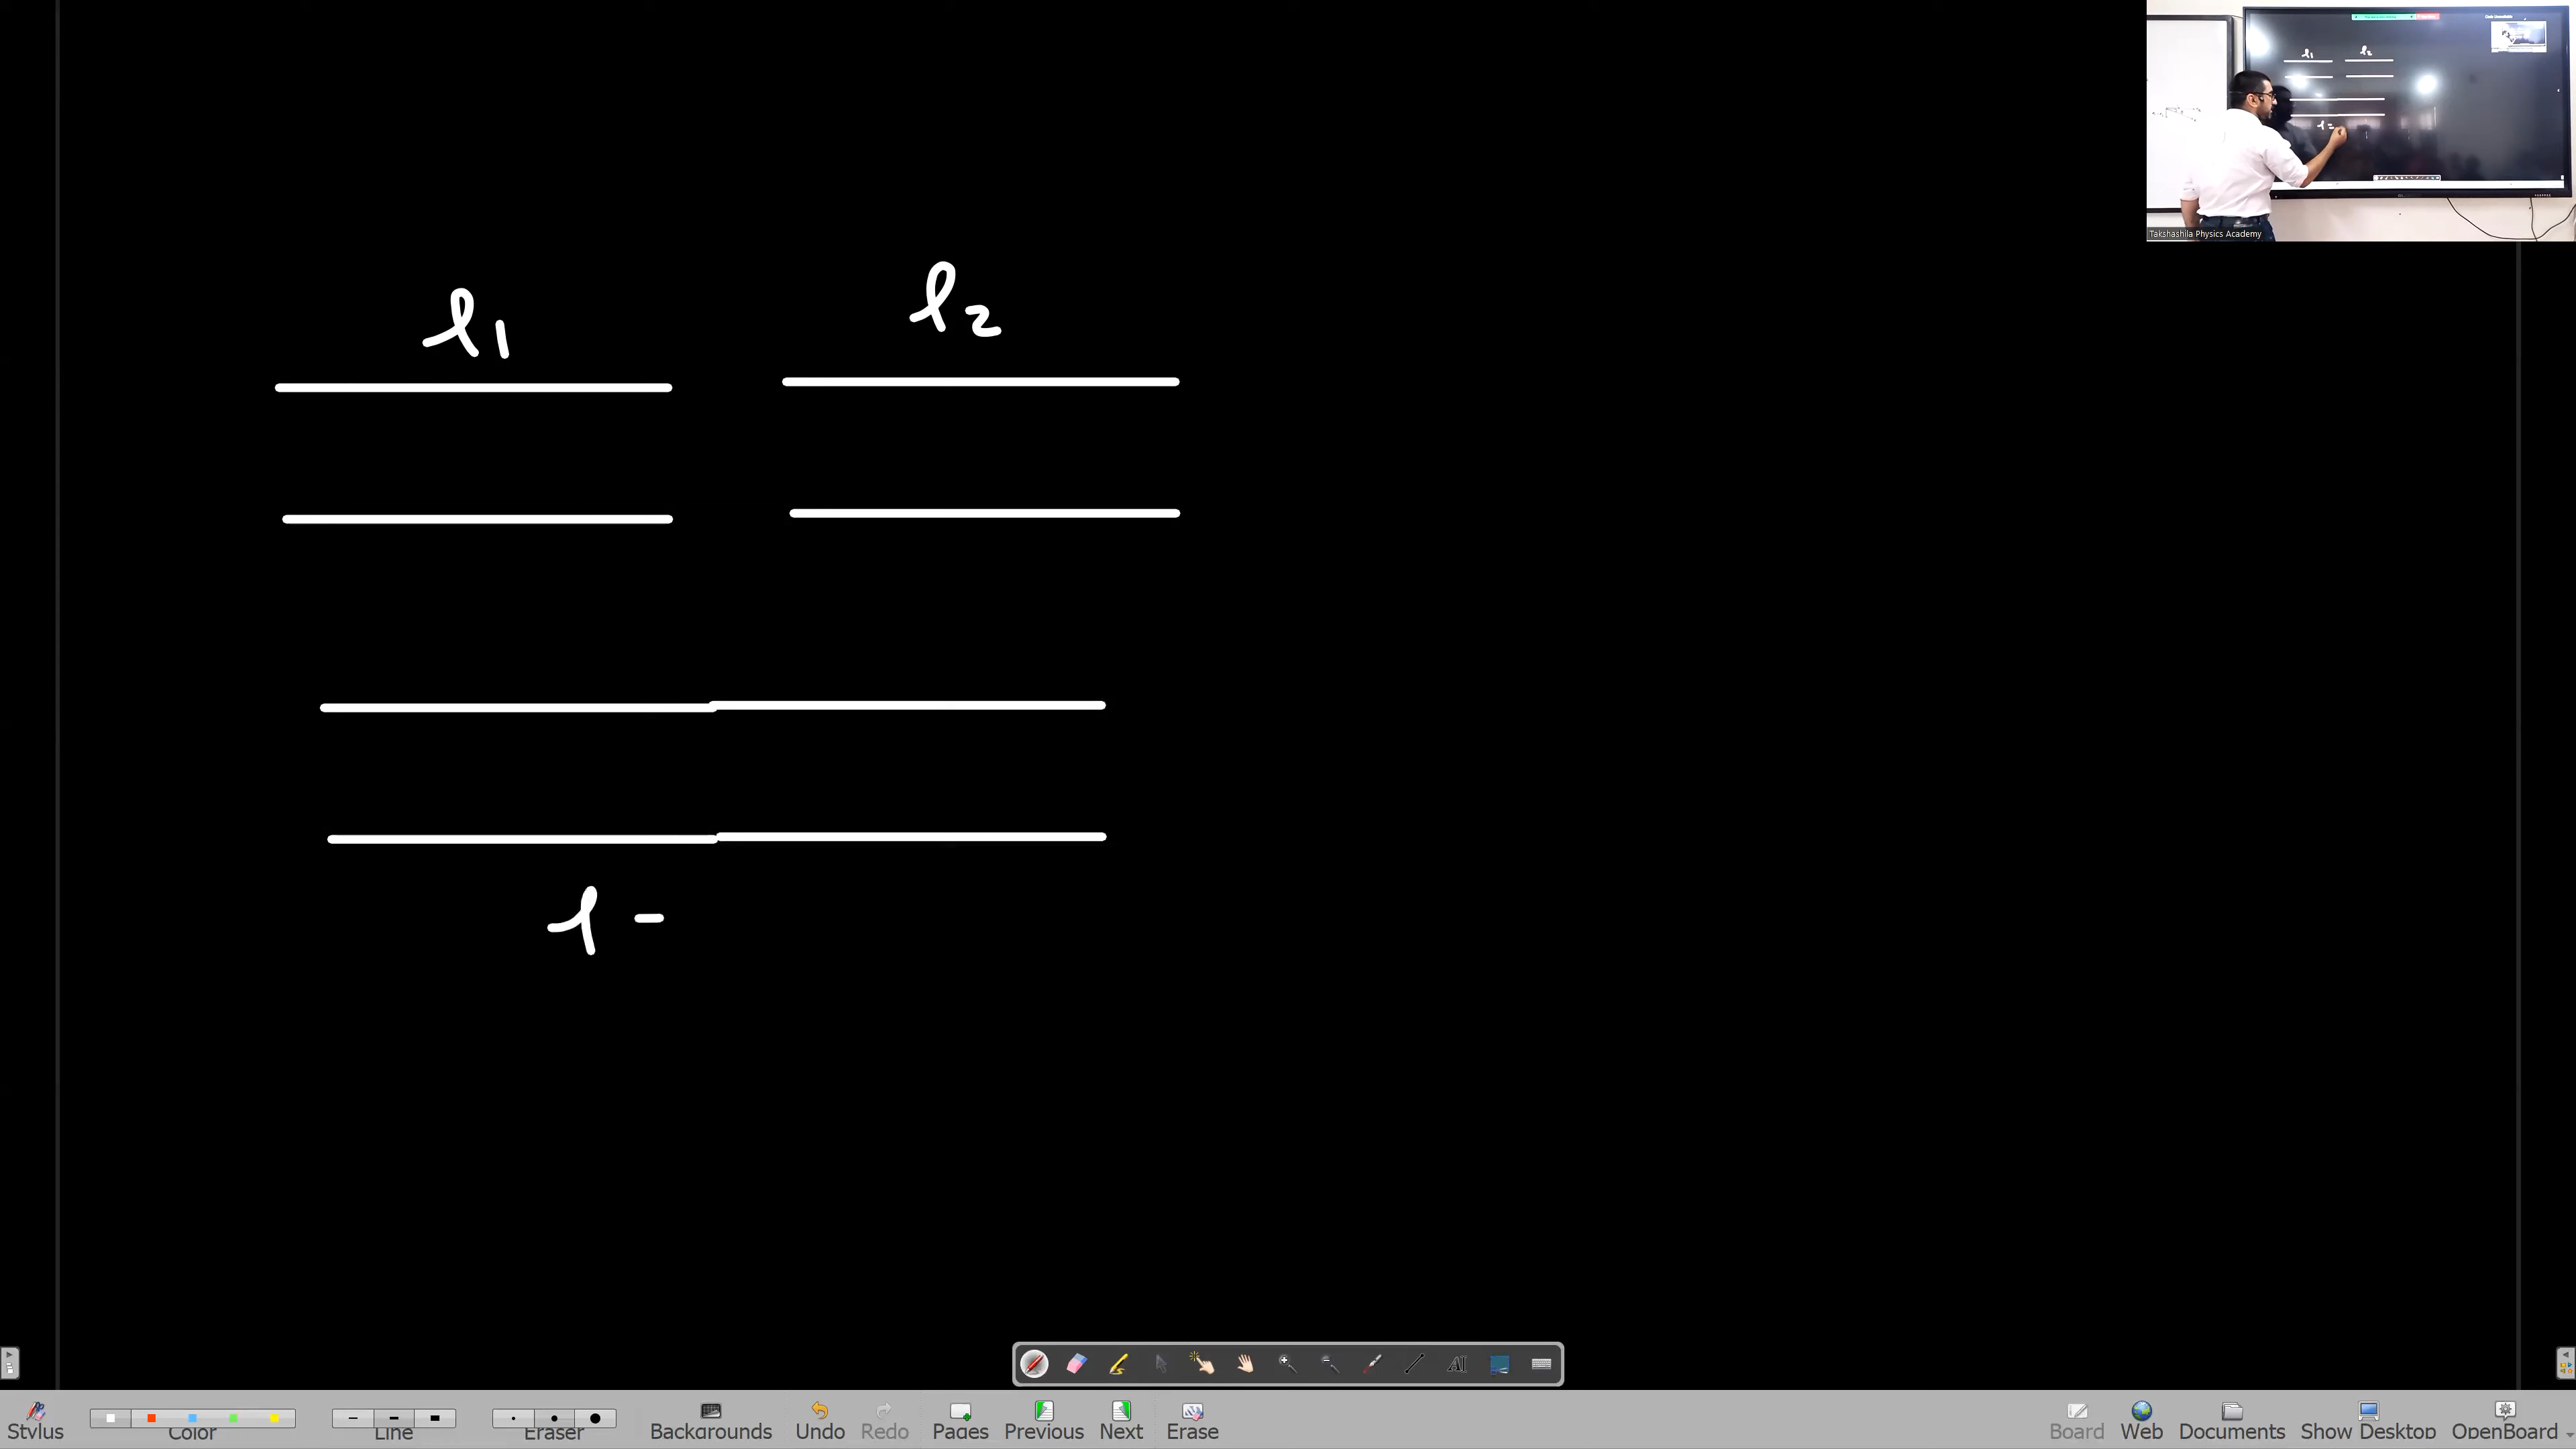 l1 l2
l -
Takshashila Physics Academy
Stylus Color Line Eraser Backgrounds Undo Redo Pages Previous Next Erase Board Web Documents Show Desktop OpenBoard